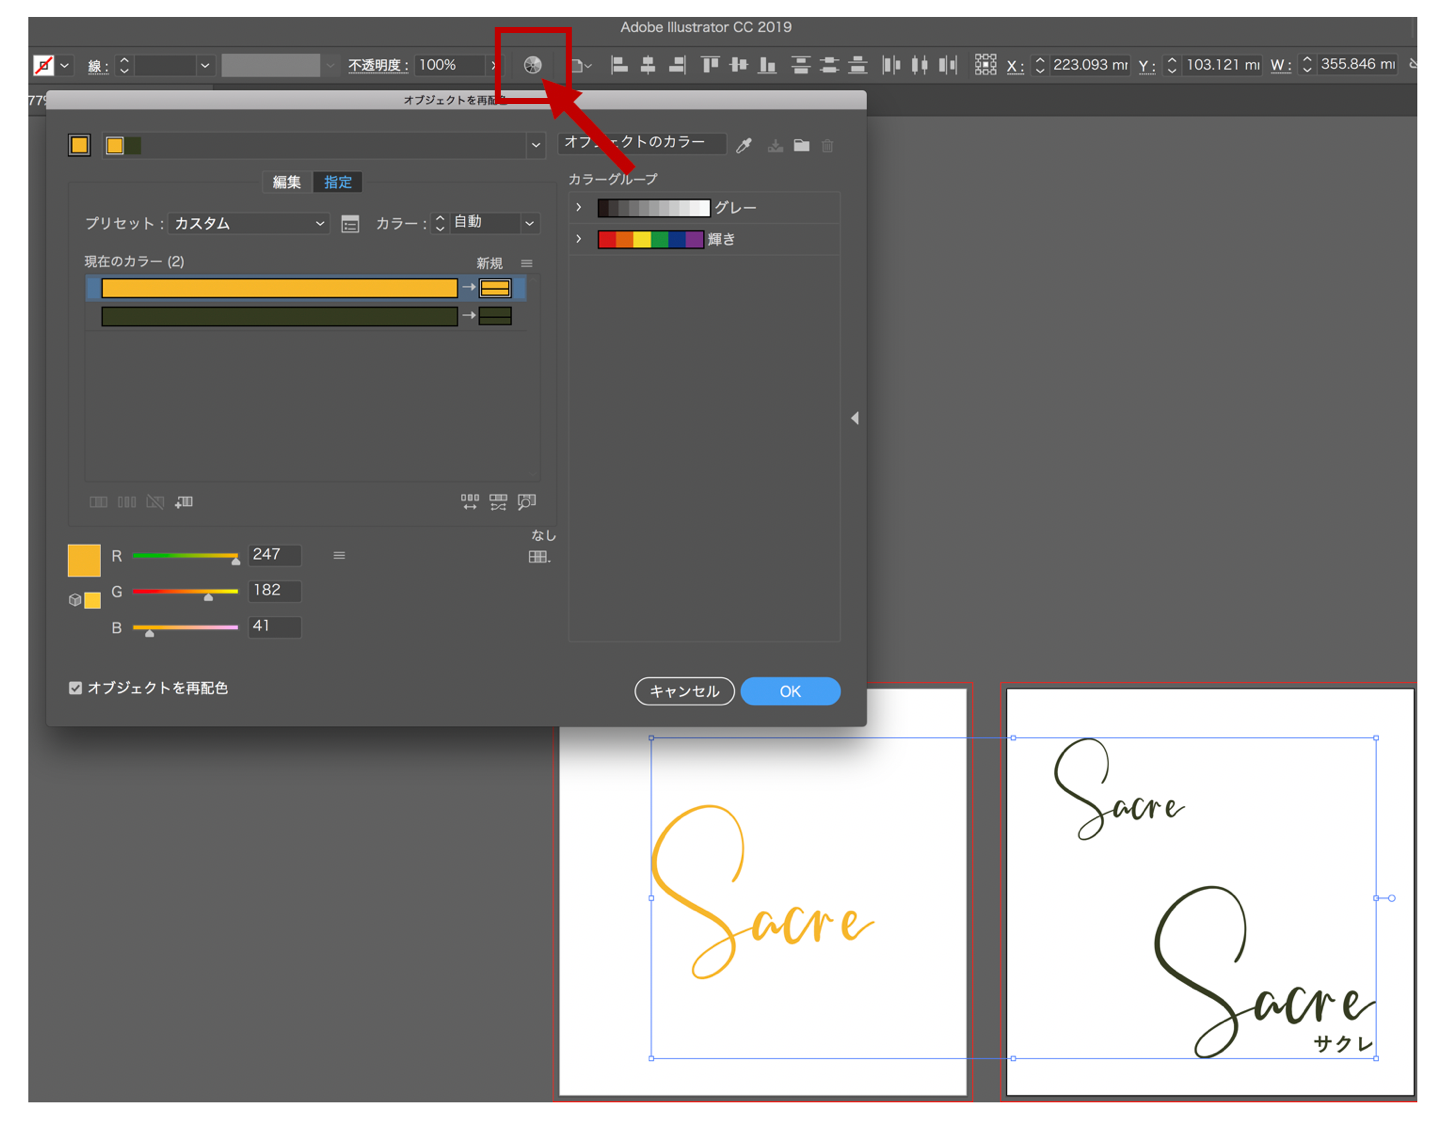 Adobe Illustrator CC 2019
線 :
不透明度 : 100%
X : 223.093 mr Y : 103.121 mi W : 355.846 mi
779
オブジェクトを再配
オブジェクトのカラー
編集 指定
カラーグループ
プリセット : カスタム カラー : 自動
グレー
輝き
現在のカラー (2) 新規
なし
R 247
G 182
B 41
オブジェクトを再配色
キャンセル OK
Sacre
Sacre
Sacre
サクレ